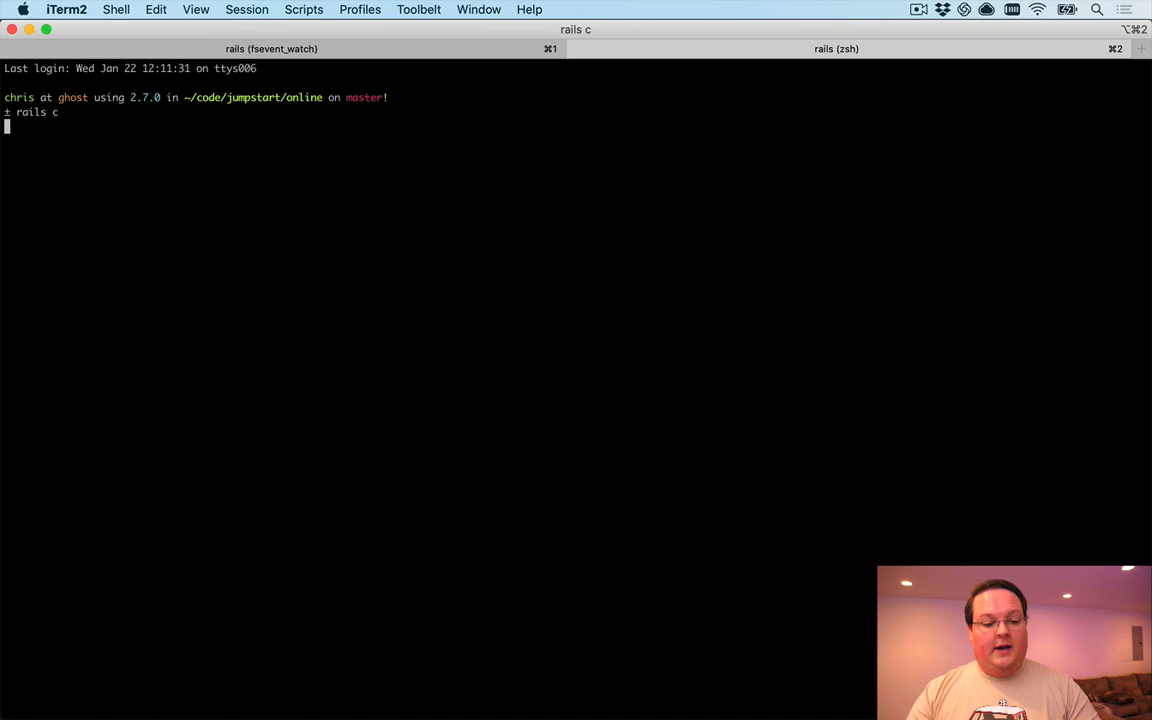 iTerm2 Shell Edit View Session Scripts Profiles Toolbelt Window Help
rails c
⌥⌘2
rails (fsevent_watch) ⌘1 rails (zsh) ⌘2 +
Last login: Wed Jan 22 12:11:31 on ttys006
chris at ghost using 2.7.0 in ~/code/jumpstart/online on master!
± rails c